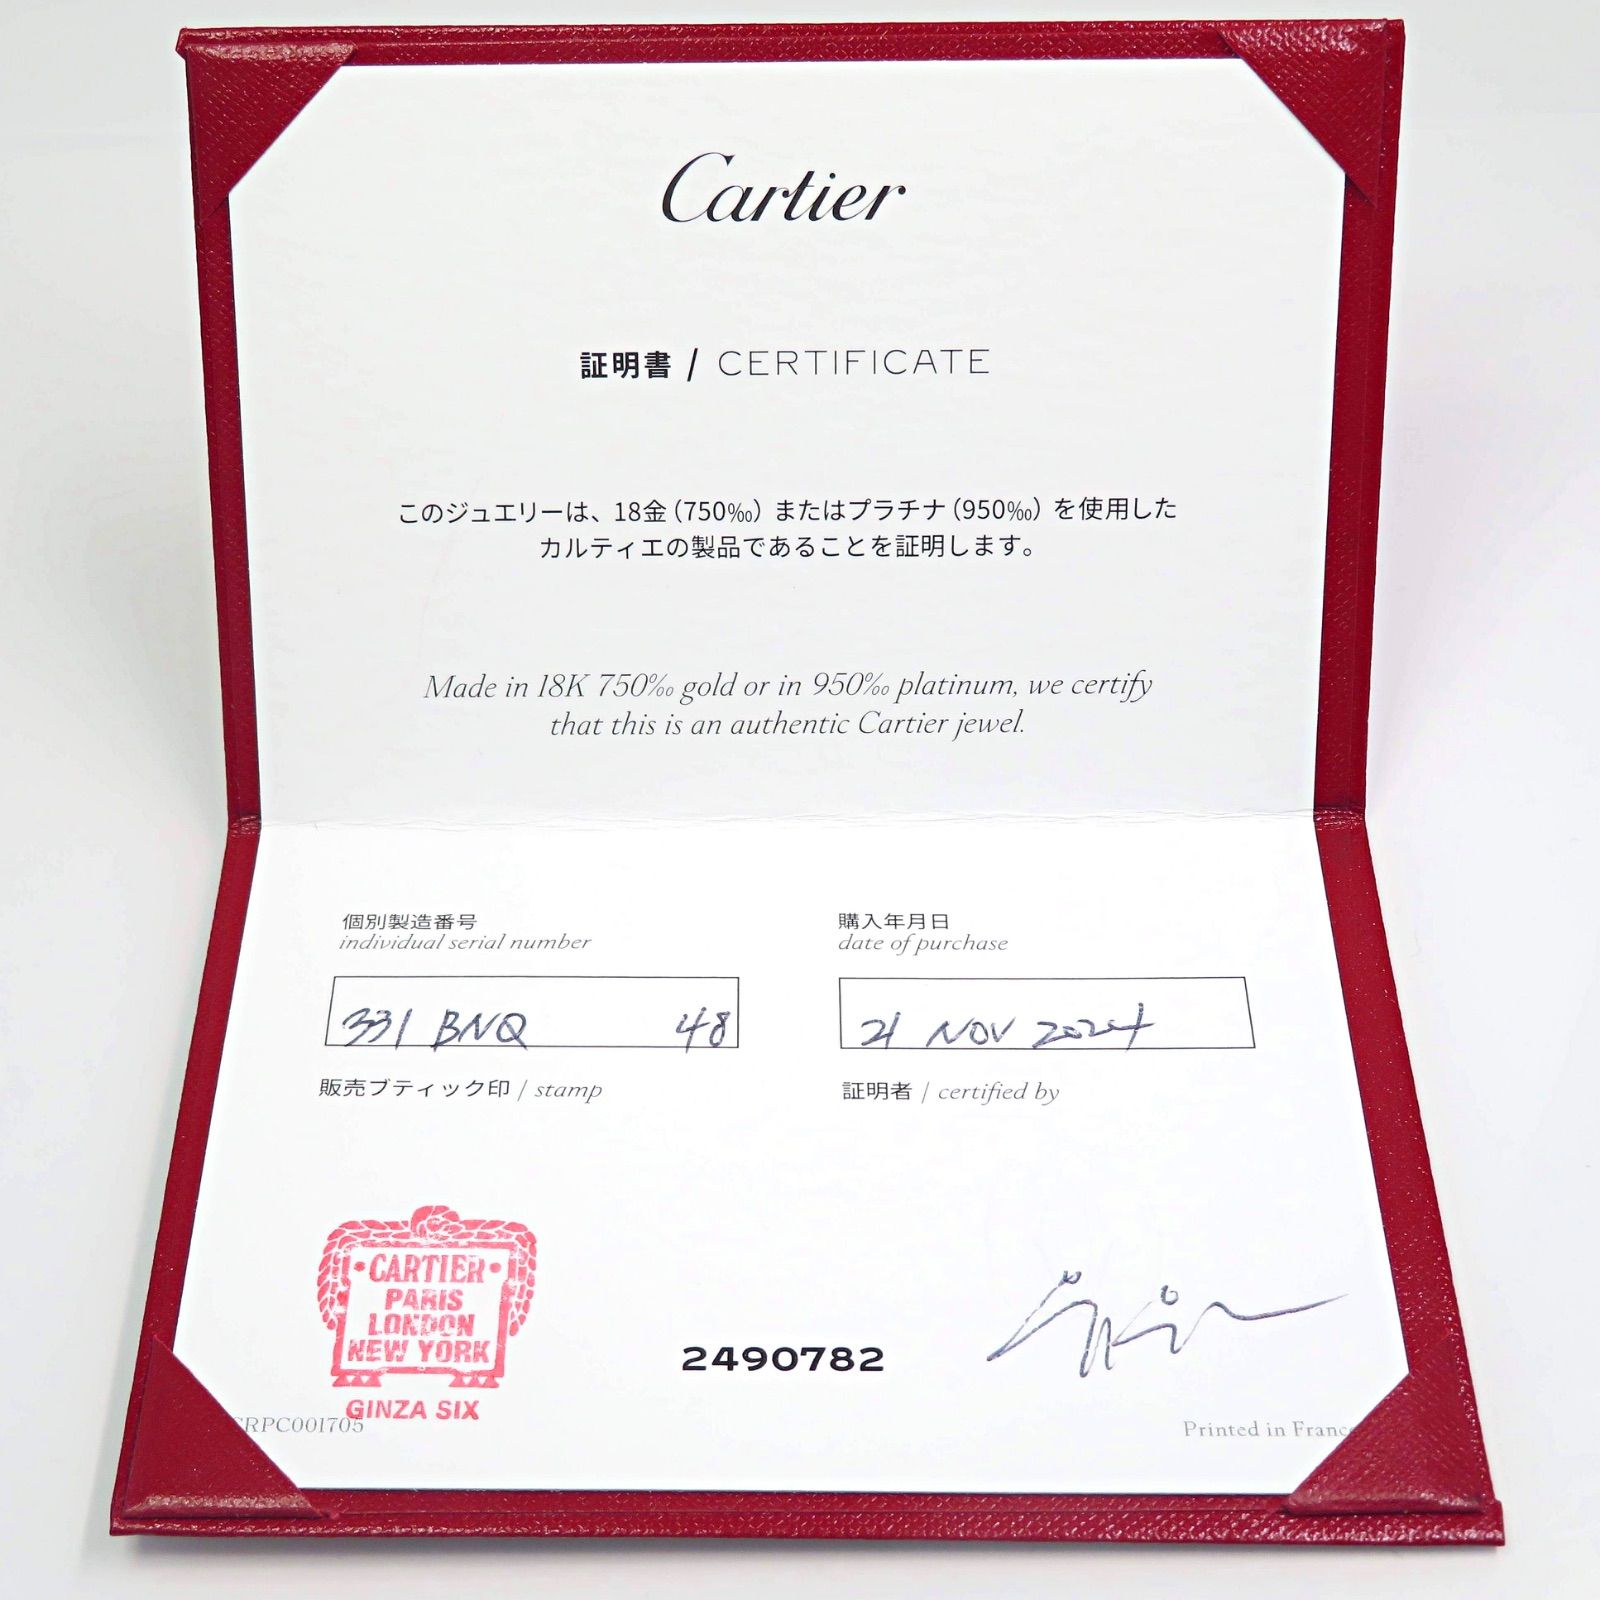 Cartier
証明書 / CERTIFICATE
このジュエリーは、18金(750‰)またはプラチナ(950‰)を使用した
カルティエの製品であることを証明します。
Made in 18K 750‰ gold or in 950‰ platinum, we certify
that this is an authentic Cartier jewel.
個別製造番号
individual serial number
331 BNQ 48
購入年月日
date of purchase
21 NOV 2024
販売ブティック印 / stamp
証明者 / certified by
CARTIER
PARIS
LONDON
NEW YORK
GINZA SIX
2490782
CRPC001705
Printed in France